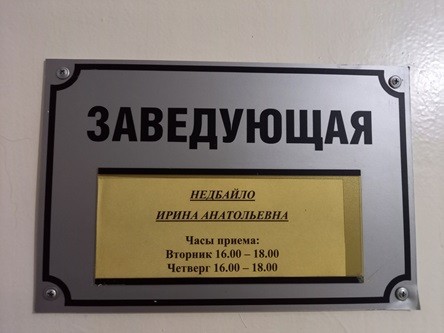 ЗАВЕДУЮЩАЯ
НЕДБАЙЛО
ИРИНА АНАТОЛЬЕВНА
Часы приема:
Вторник 16.00 – 18.00
Четверг 16.00 – 18.00